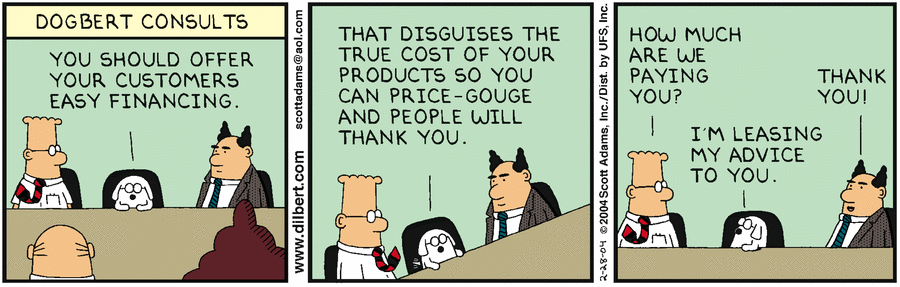 DOGBERT CONSULTS
YOU SHOULD OFFER
YOUR CUSTOMERS
EASY FINANCING.
www.dilbert.com scottadams@aol.com
THAT DISGUISES THE
TRUE COST OF YOUR
PRODUCTS SO YOU
CAN PRICE-GOUGE
AND PEOPLE WILL
THANK YOU.
2-28-04 © 2004 Scott Adams, Inc./Dist. by UFS, Inc.
HOW MUCH
ARE WE
PAYING
YOU?
I'M LEASING
MY ADVICE
TO YOU.
THANK
YOU!